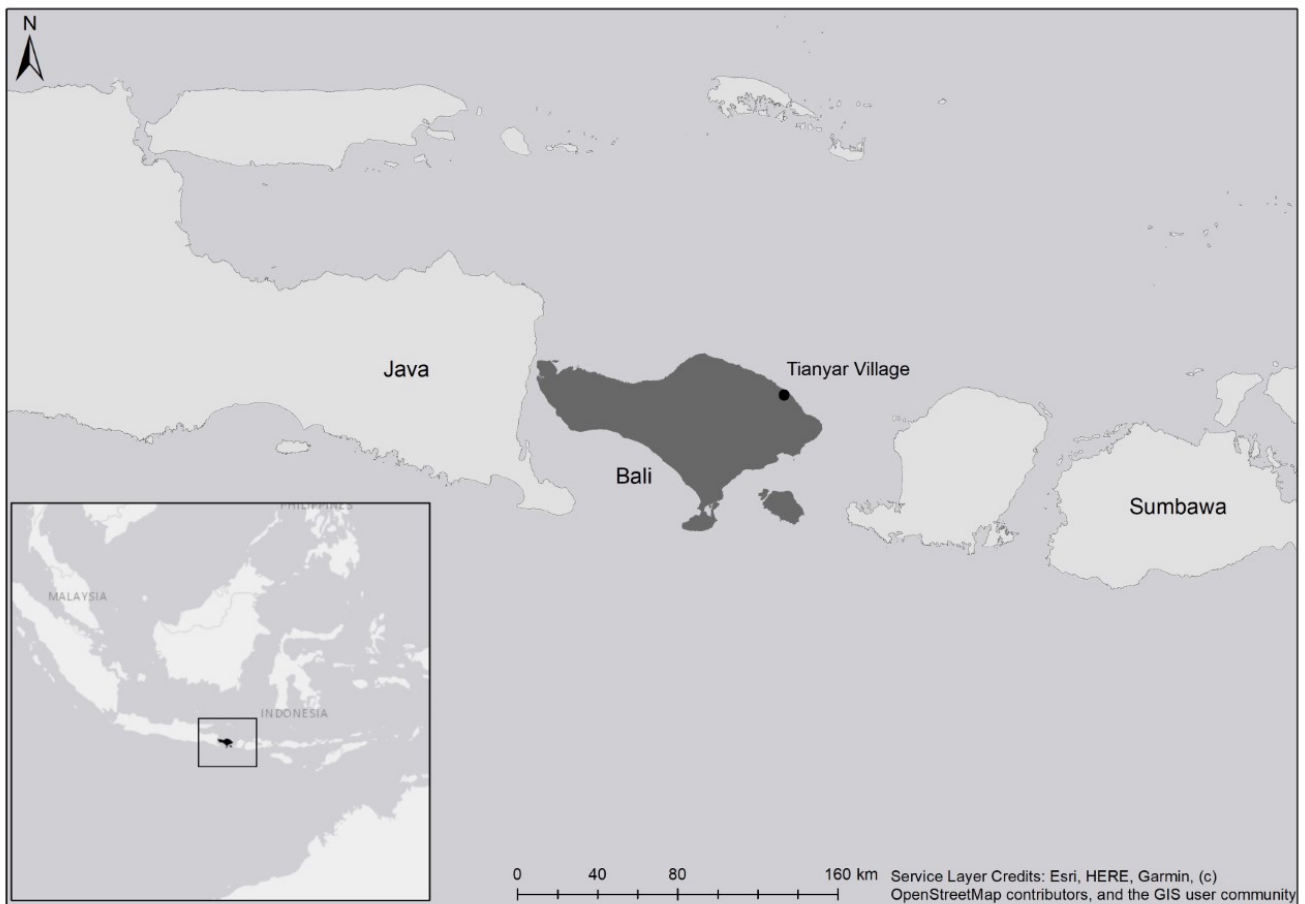 N
Java
Tianyar Village
Bali
Sumbawa
PHILIPPINES
MALAYSIA
INDONESIA
0 40 80 160 km
Service Layer Credits: Esri, HERE, Garmin, (c)
OpenStreetMap contributors, and the GIS user community